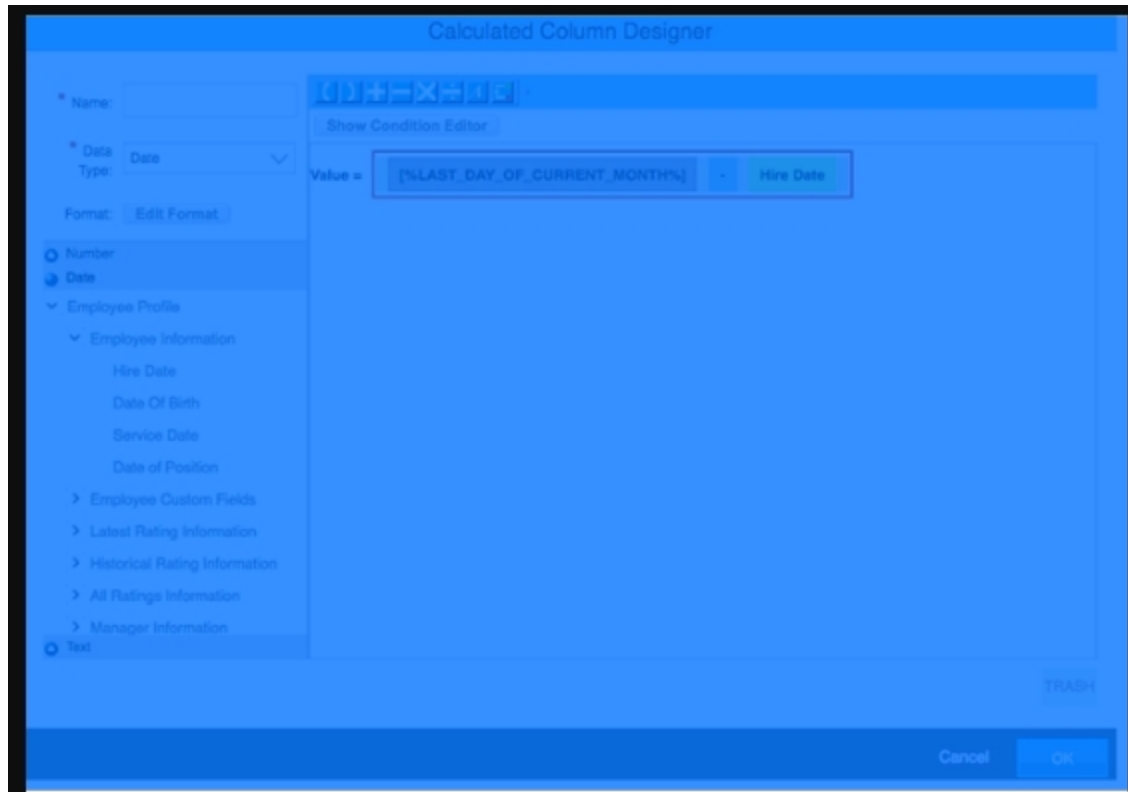 Calculated Column Designer
* Name:
Show Condition Editor
* Data Type: Date
Value = [%LAST_DAY_OF_CURRENT_MONTH%] - Hire Date
Format: Edit Format
Number
Date
Employee Profile
Employee Information
Hire Date
Date Of Birth
Service Date
Date of Position
Employee Custom Fields
Latest Rating Information
Historical Rating Information
All Ratings Information
Manager Information
Text
TRASH
Cancel
OK